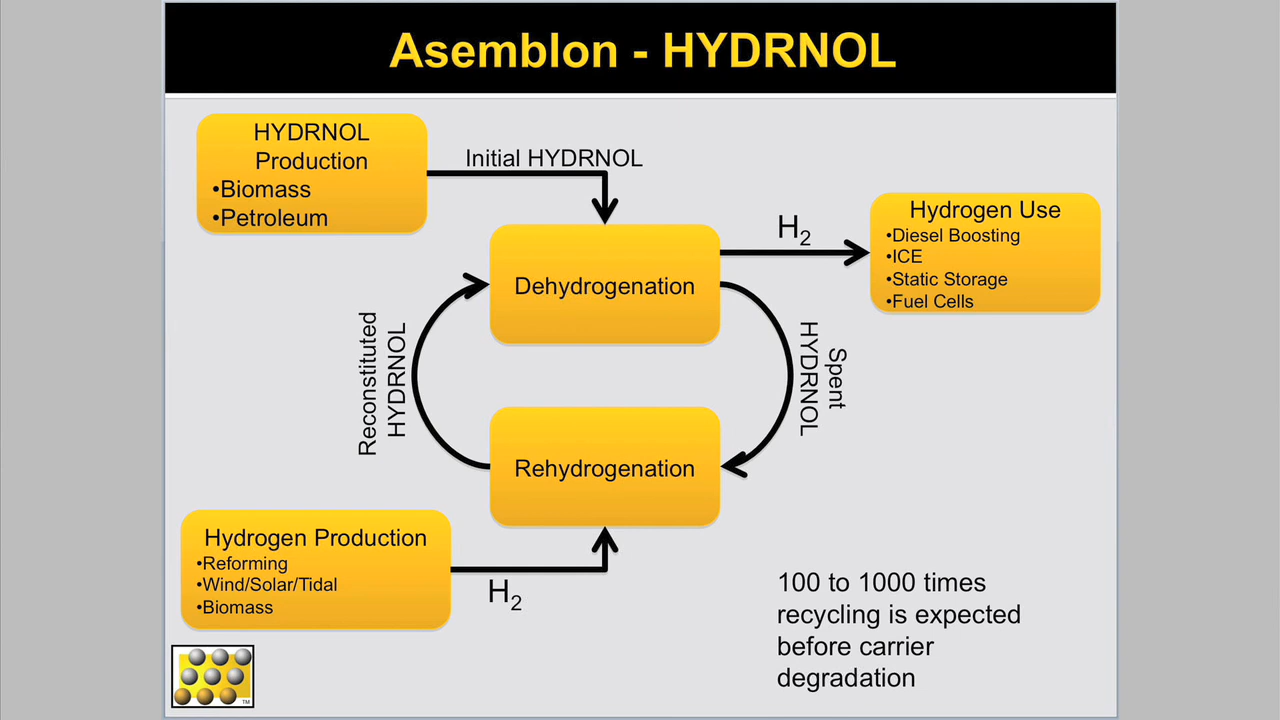 Asemblon - HYDRNOL
HYDRNOL
Production
•Biomass
•Petroleum
Initial HYDRNOL
H2
Hydrogen Use
•Diesel Boosting
•ICE
•Static Storage
•Fuel Cells
Dehydrogenation
Reconstituted
HYDRNOL
Spent
HYDRNOL
Rehydrogenation
Hydrogen Production
•Reforming
•Wind/Solar/Tidal
•Biomass
H2
100 to 1000 times
recycling is expected
before carrier
degradation
TM